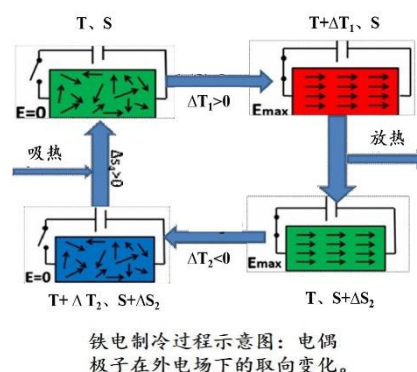 T、S
T+ΔT₁、S
E=0
ΔT₁>0
Emax
吸热
Δs₄>0
放热
E=0
ΔT₂<0
Emax
T+ΔT₂、S+ΔS₂
T、S+ΔS₂
铁电制冷过程示意图：电偶
极子在外电场下的取向变化。